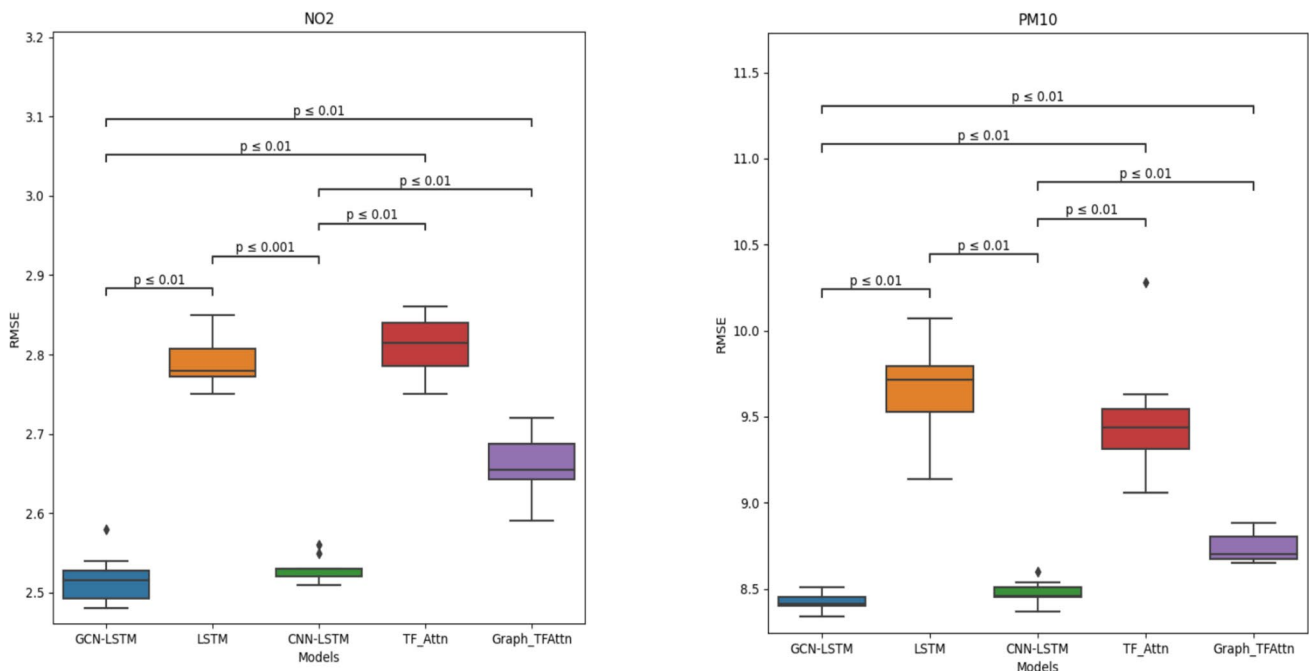 NO2
3.2
3.1
3.0
2.9
2.8
2.7
2.6
2.5
RMSE
p ≤ 0.01
p ≤ 0.01
p ≤ 0.01
p ≤ 0.01
p ≤ 0.001
p ≤ 0.01
GCN-LSTM LSTM CNN-LSTM TF_Attn Graph_TFAttn
Models
PM10
11.5
11.0
10.5
10.0
9.5
9.0
8.5
RMSE
p ≤ 0.01
p ≤ 0.01
p ≤ 0.01
p ≤ 0.01
p ≤ 0.01
p ≤ 0.01
GCN-LSTM LSTM CNN-LSTM TF_Attn Graph_TFAttn
Models